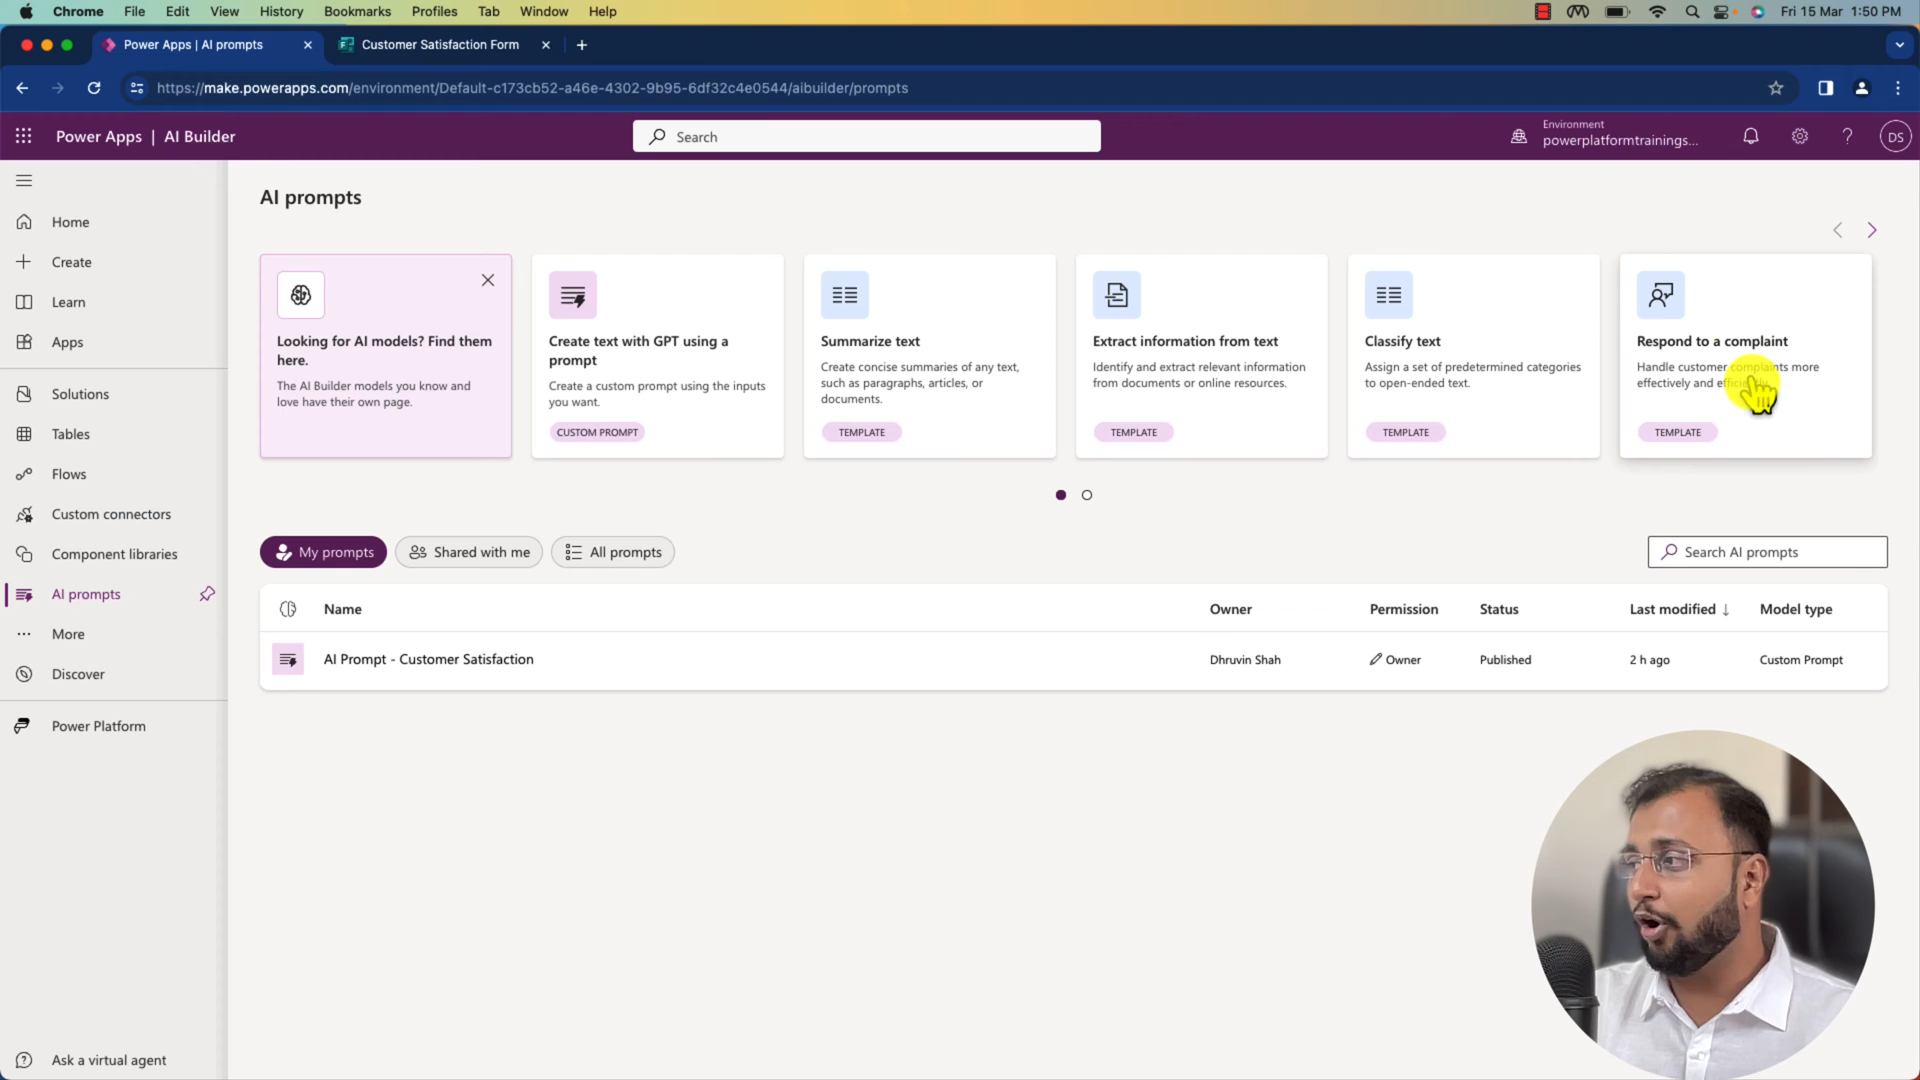 Chrome File Edit View History Bookmarks Profiles Tab Window Help Fri 15 Mar 1:50 PM
Power Apps | AI prompts Customer Satisfaction Form
https://make.powerapps.com/environment/Default-c173cb52-a46e-4302-9b95-6df32c4e0544/aibuilder/prompts
Power Apps | AI Builder Search Environment
powerplatformtrainings... DS
AI prompts
Home
Create
Learn
Apps
Solutions
Tables
Flows
Custom connectors
Component libraries
AI prompts
More
Discover
Power Platform
Ask a virtual agent
Looking for AI models? Find them
here.
The AI Builder models you know and
love have their own page.
Create text with GPT using a
prompt
Create a custom prompt using the inputs
you want.
CUSTOM PROMPT
Summarize text
Create concise summaries of any text,
such as paragraphs, articles, or
documents.
TEMPLATE
Extract information from text
Identify and extract relevant information
from documents or online resources.
TEMPLATE
Classify text
Assign a set of predetermined categories
to open-ended text.
TEMPLATE
Respond to a complaint
Handle customer complaints more
effectively and
TEMPLATE
My prompts Shared with me All prompts Search AI prompts
Name Owner Permission Status Last modified ↓ Model type
AI Prompt - Customer Satisfaction Dhruvin Shah Owner Published 2 h ago Custom Prompt